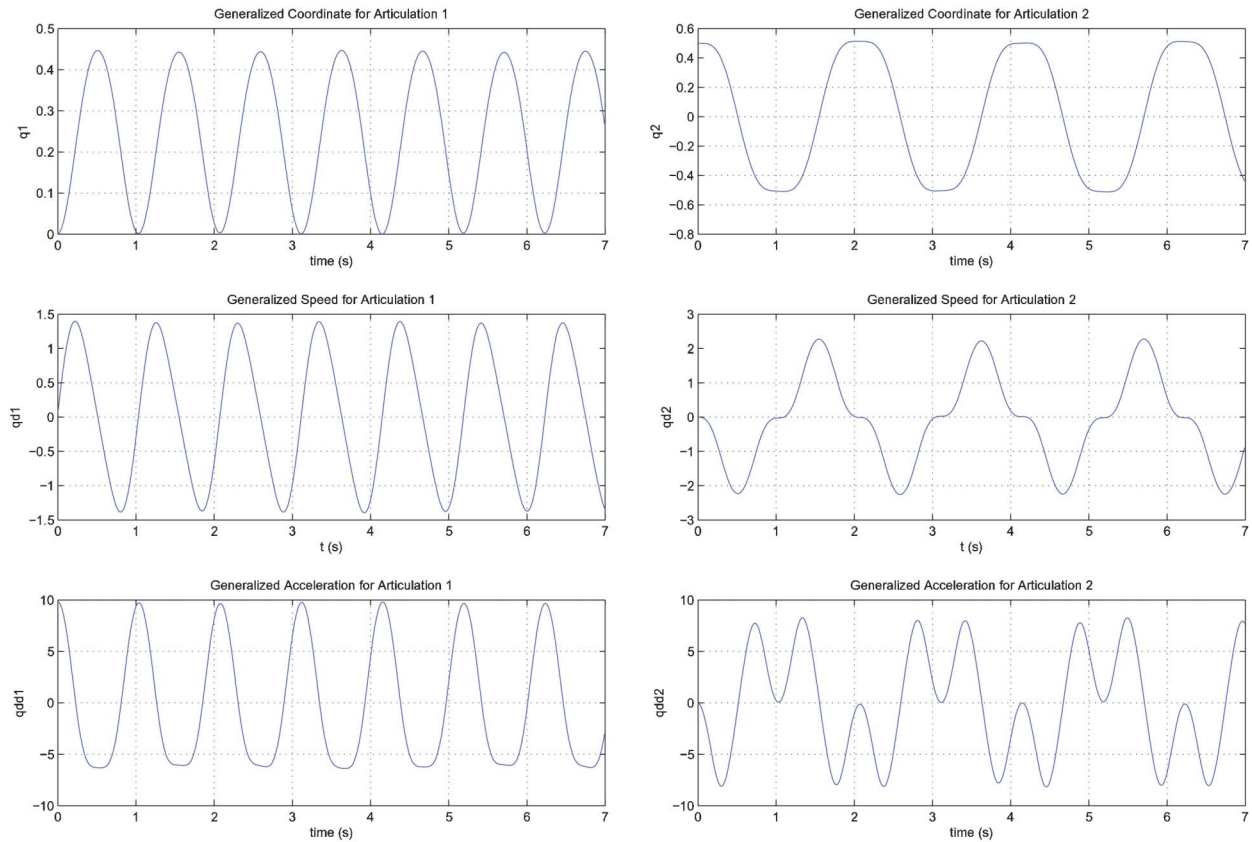 Generalized Coordinate for Articulation 1
0.5
0.4
0.3
0.2
0.1
0
q1
0 1 2 3 4 5 6 7
time (s)
Generalized Coordinate for Articulation 2
0.6
0.4
0.2
0
−0.2
−0.4
−0.6
−0.8
q2
0 1 2 3 4 5 6 7
time (s)
Generalized Speed for Articulation 1
1.5
1
0.5
0
−0.5
−1
−1.5
qd1
0 1 2 3 4 5 6 7
t (s)
Generalized Speed for Articulation 2
3
2
1
0
−1
−2
−3
qd2
0 1 2 3 4 5 6 7
t (s)
Generalized Acceleration for Articulation 1
10
5
0
−5
−10
qdd1
0 1 2 3 4 5 6 7
time (s)
Generalized Acceleration for Articulation 2
10
5
0
−5
−10
qdd2
0 1 2 3 4 5 6 7
time (s)